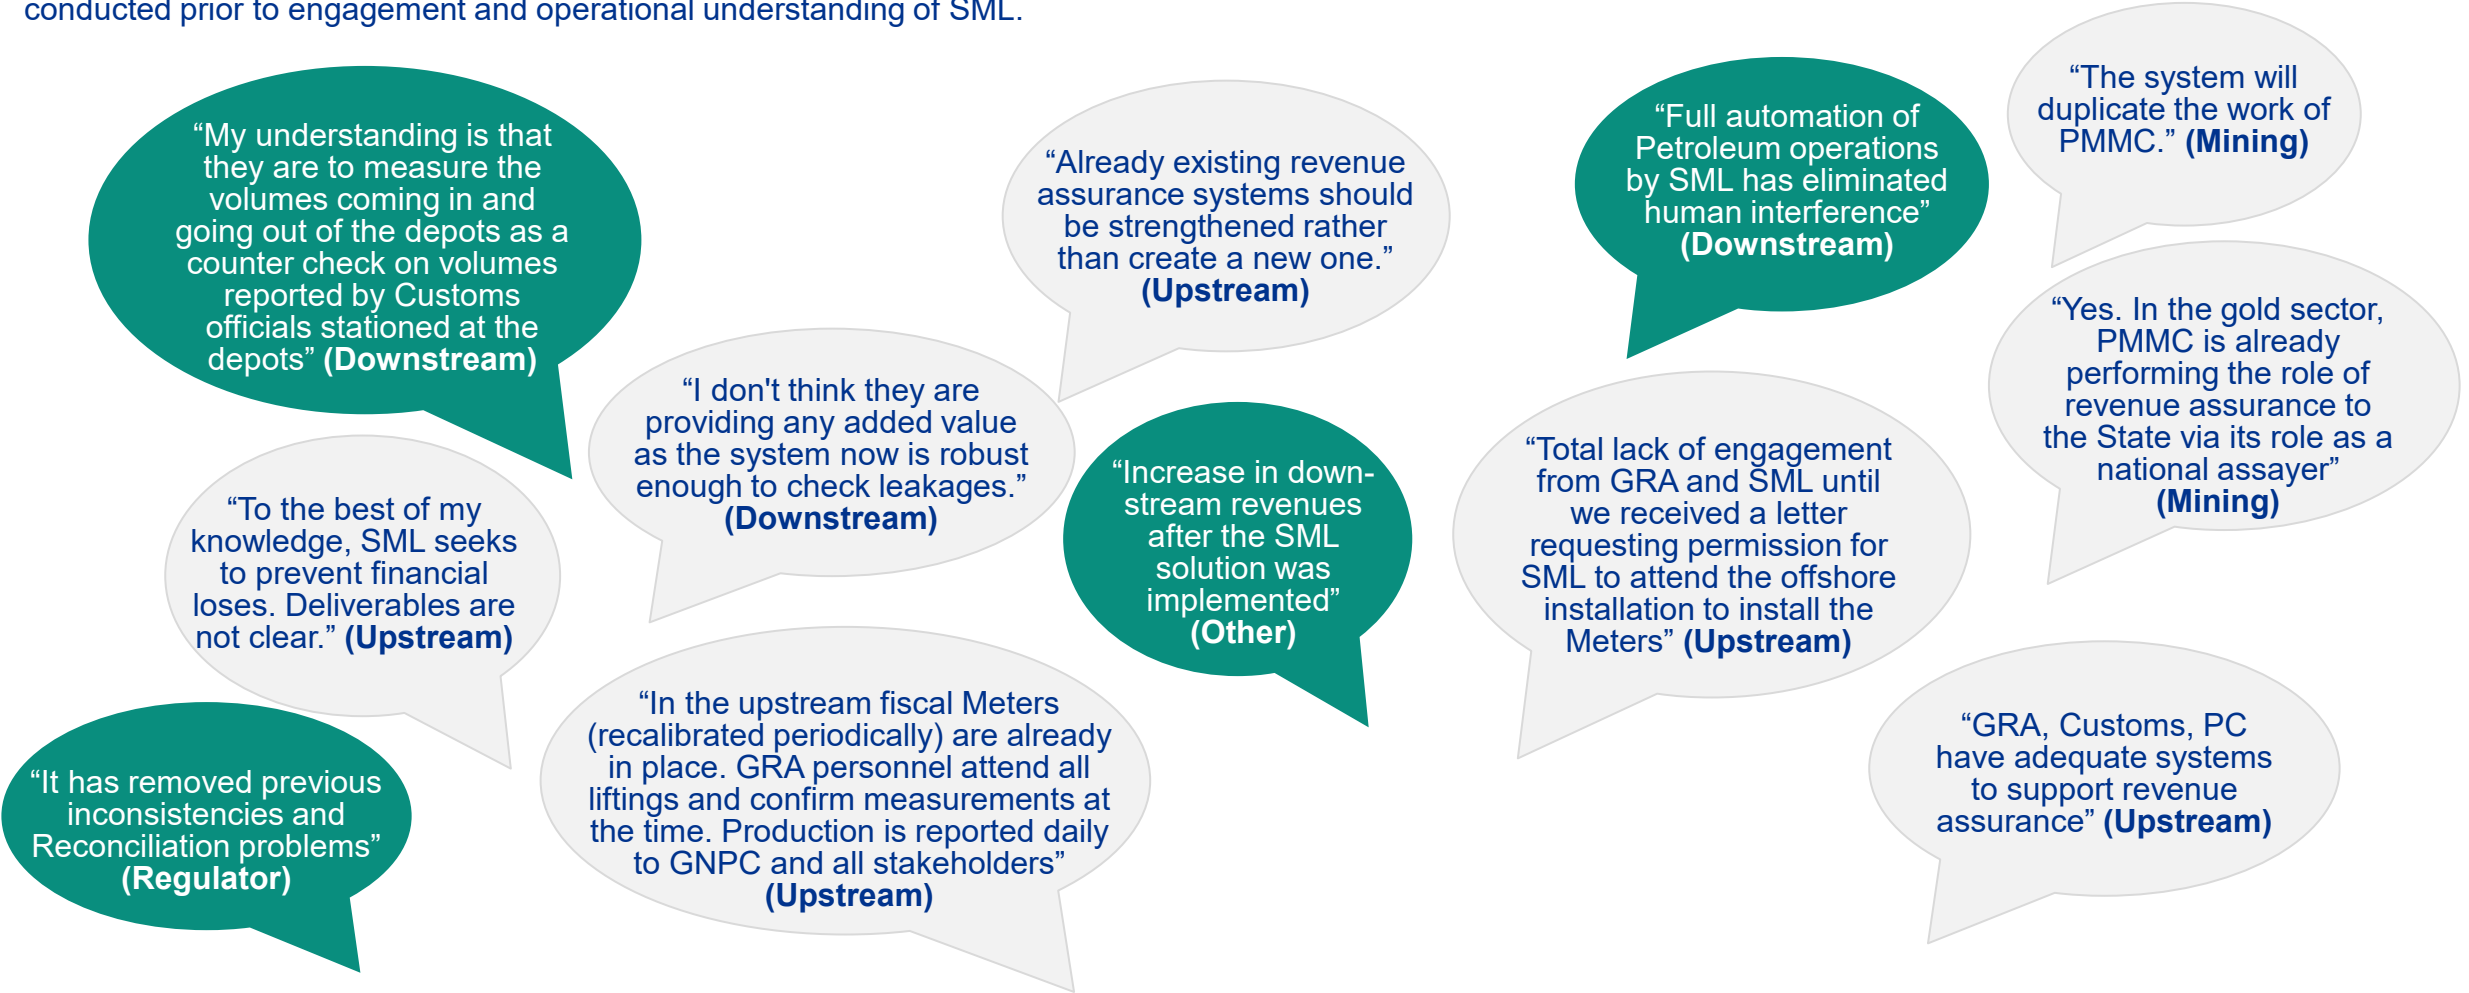 conducted prior to engagement and operational understanding of SML.
“My understanding is that
they are to measure the
volumes coming in and
going out of the depots as a
counter check on volumes
reported by Customs
officials stationed at the
depots” (Downstream)
“Already existing revenue
assurance systems should
be strengthened rather
than create a new one.”
(Upstream)
“Full automation of
Petroleum operations
by SML has eliminated
human interference”
(Downstream)
“The system will
duplicate the work of
PMMC.” (Mining)
“Yes. In the gold sector,
PMMC is already
performing the role of
revenue assurance to
the State via its role as a
national assayer”
(Mining)
“I don't think they are
providing any added value
as the system now is robust
enough to check leakages.”
(Downstream)
“To the best of my
knowledge, SML seeks
to prevent financial
loses. Deliverables are
not clear.” (Upstream)
“Increase in down-
stream revenues
after the SML
solution was
implemented”
(Other)
“Total lack of engagement
from GRA and SML until
we received a letter
requesting permission for
SML to attend the offshore
installation to install the
Meters” (Upstream)
“It has removed previous
inconsistencies and
Reconciliation problems”
(Regulator)
“In the upstream fiscal Meters
(recalibrated periodically) are already
in place. GRA personnel attend all
liftings and confirm measurements at
the time. Production is reported daily
to GNPC and all stakeholders”
(Upstream)
“GRA, Customs, PC
have adequate systems
to support revenue
assurance” (Upstream)